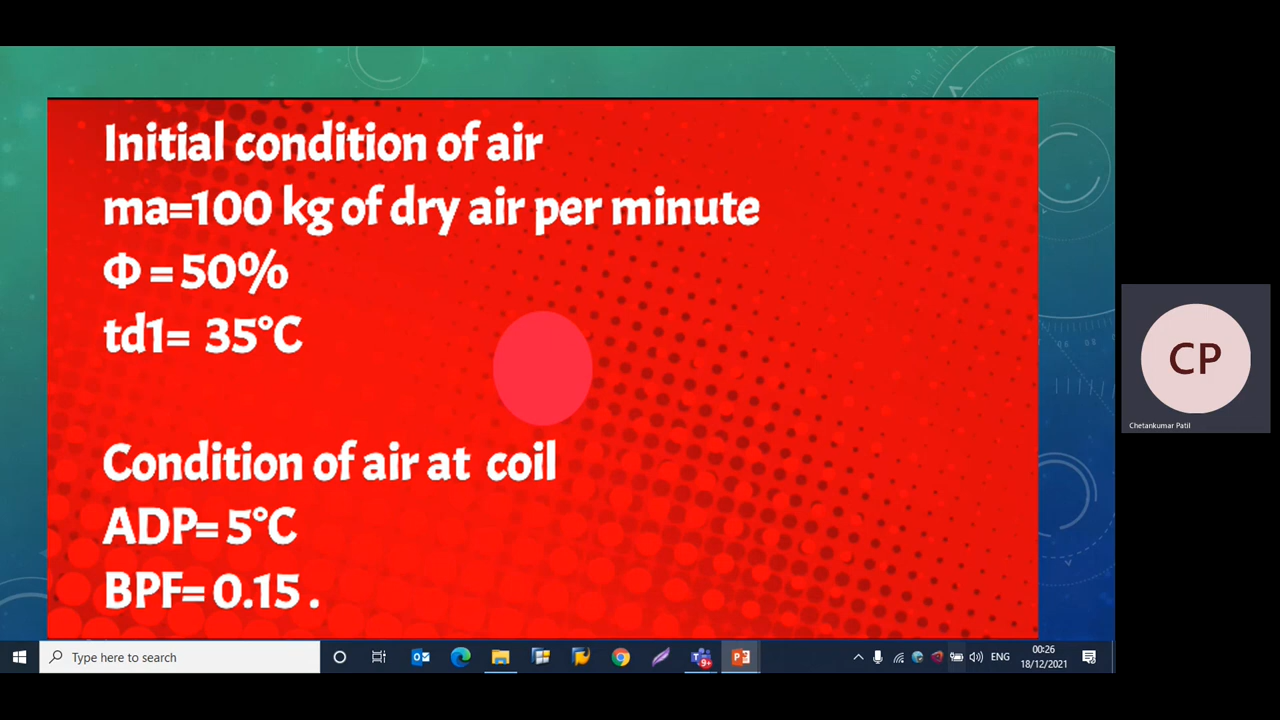 Initial condition of air
ma=100 kg of dry air per minute
Φ = 50%
td1= 35°C
Condition of air at coil
ADP= 5°C
BPF= 0.15 .
CP
Chetankumar Patil
Type here to search
9+
ENG
00:26
18/12/2021